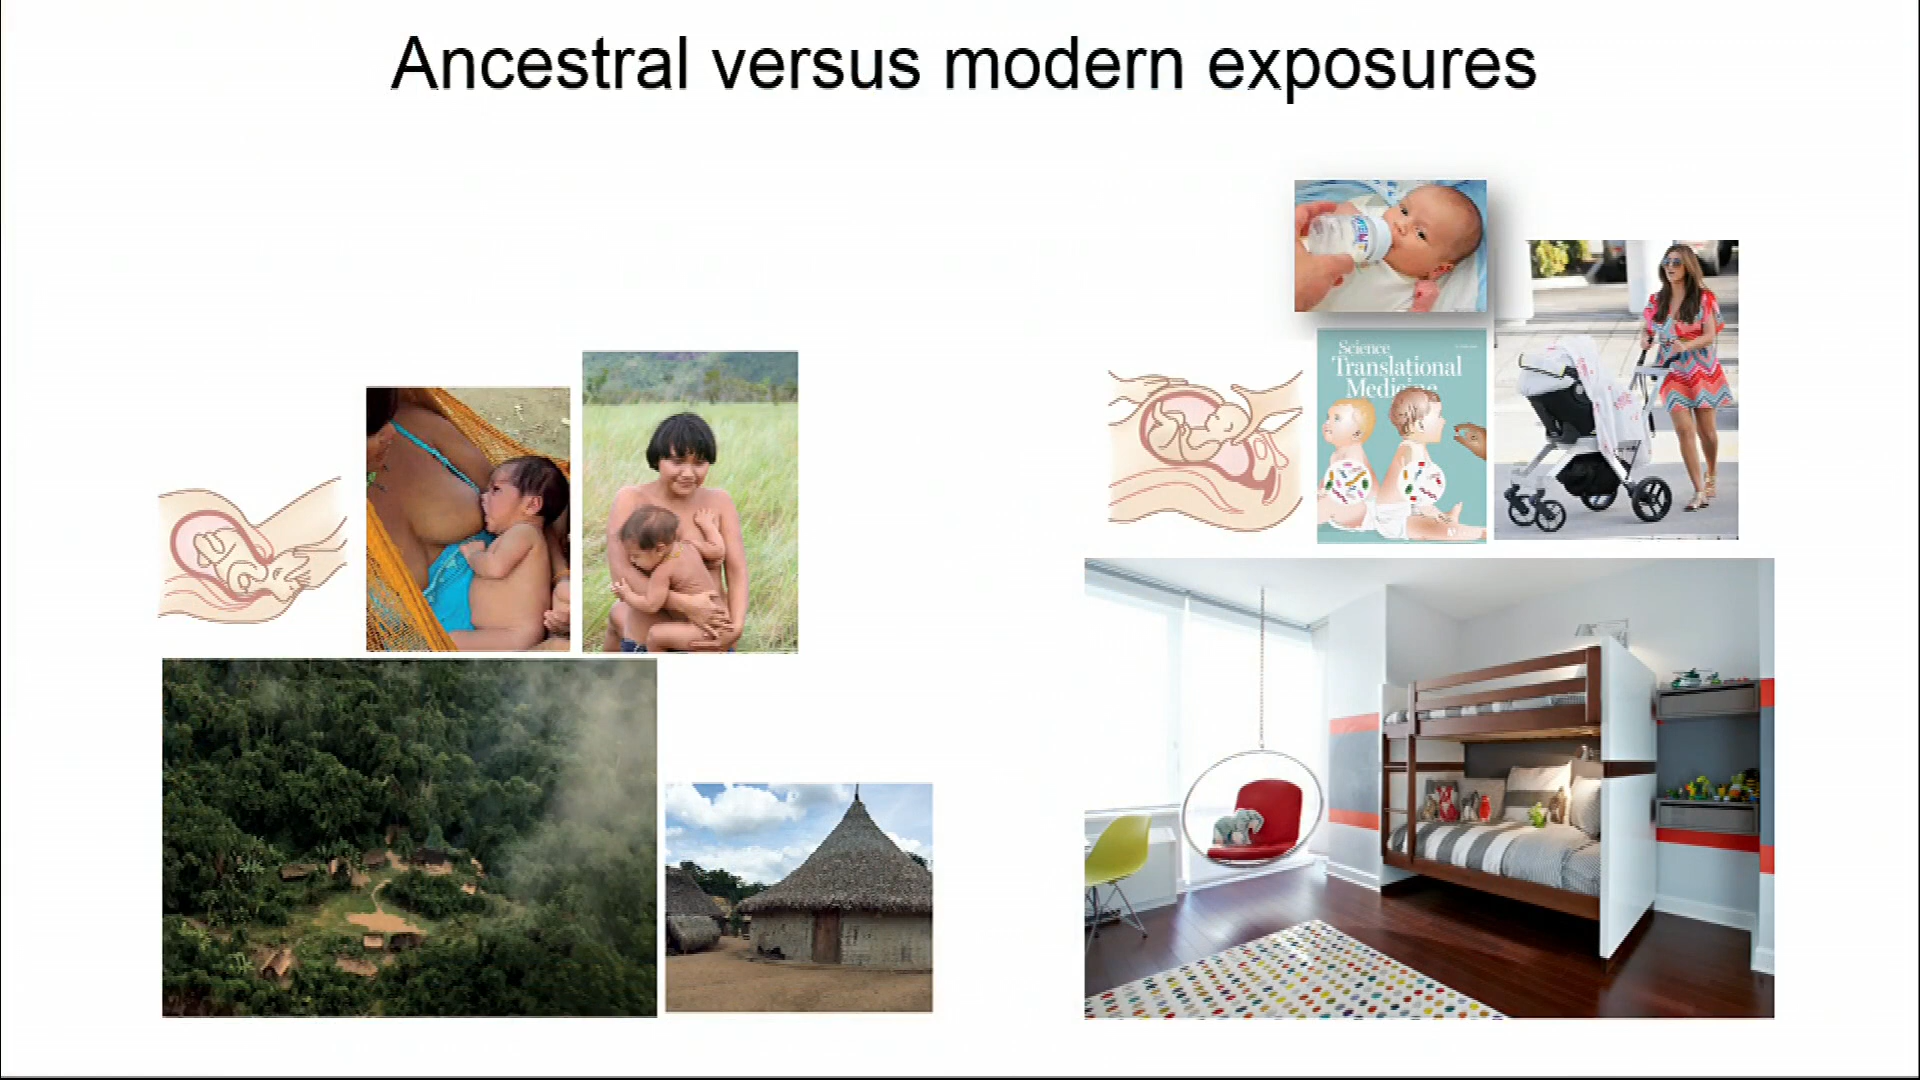 Ancestral versus modern exposures
Science
Translational
Medicine